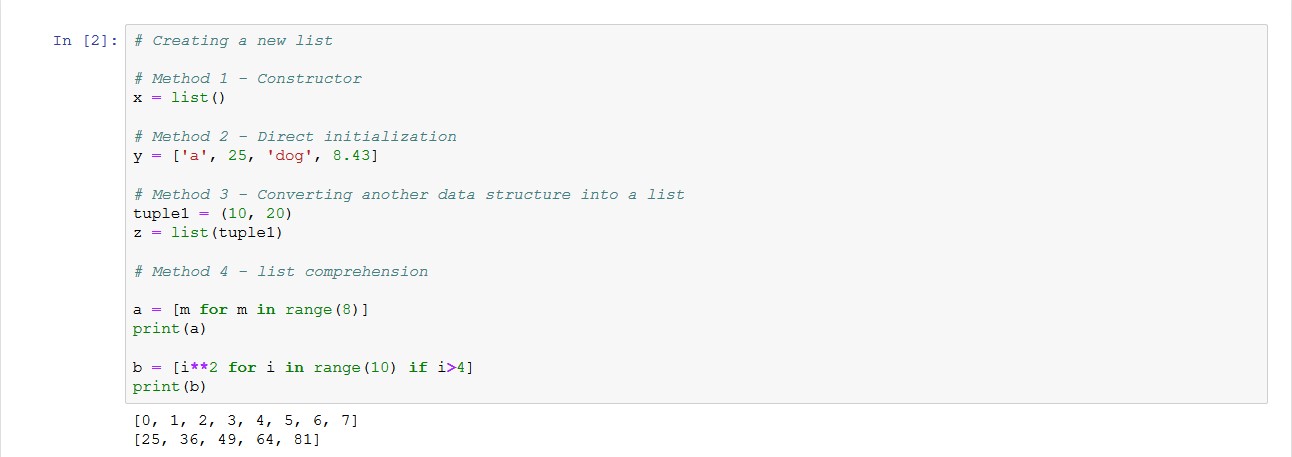 In [2]: # Creating a new list
# Method 1 - Constructor
x = list()
# Method 2 - Direct initialization
y = ['a', 25, 'dog', 8.43]
# Method 3 - Converting another data structure into a list
tuple1 = (10, 20)
z = list(tuple1)
# Method 4 - list comprehension
a = [m for m in range(8)]
print(a)
b = [i**2 for i in range(10) if i>4]
print(b)
[0, 1, 2, 3, 4, 5, 6, 7]
[25, 36, 49, 64, 81]